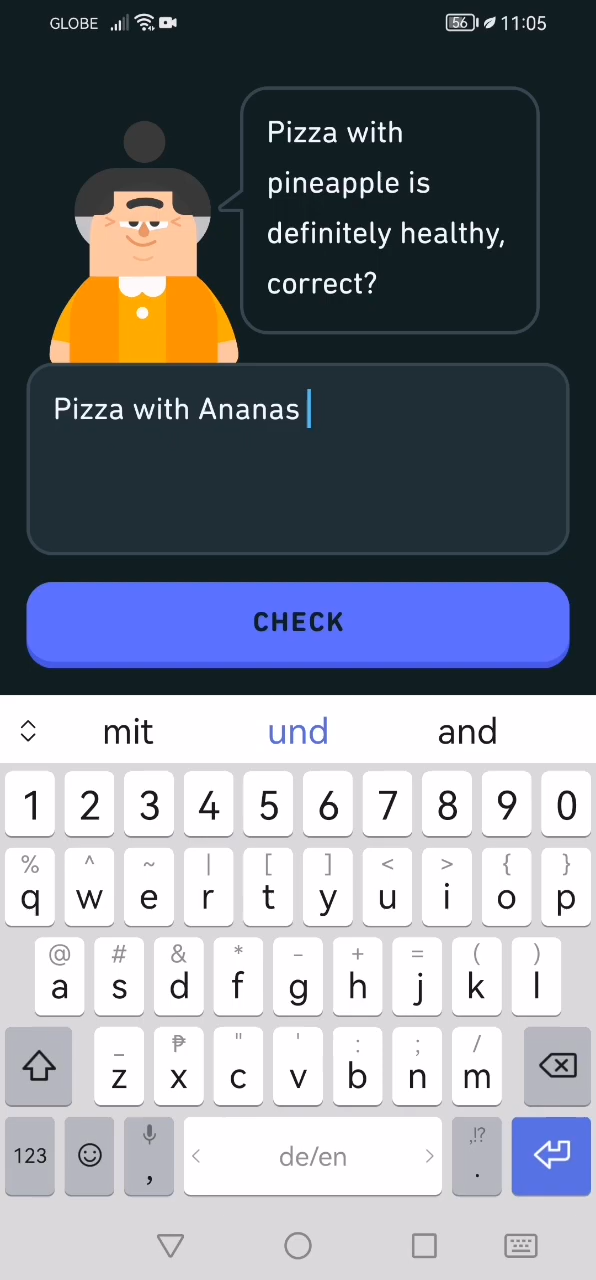 GLOBE 56 11:05
Pizza with
pineapple is
definitely healthy,
correct?
Pizza with Ananas
CHECK
mit und and
1 2 3 4 5 6 7 8 9 0
% ^ ~ | [ ] < > { }
q w e r t y u i o p
@ # & * - + = ( )
a s d f g h j k l
_ ₱ " ' : ; /
z x c v b n m
123 , de/en ,!? .